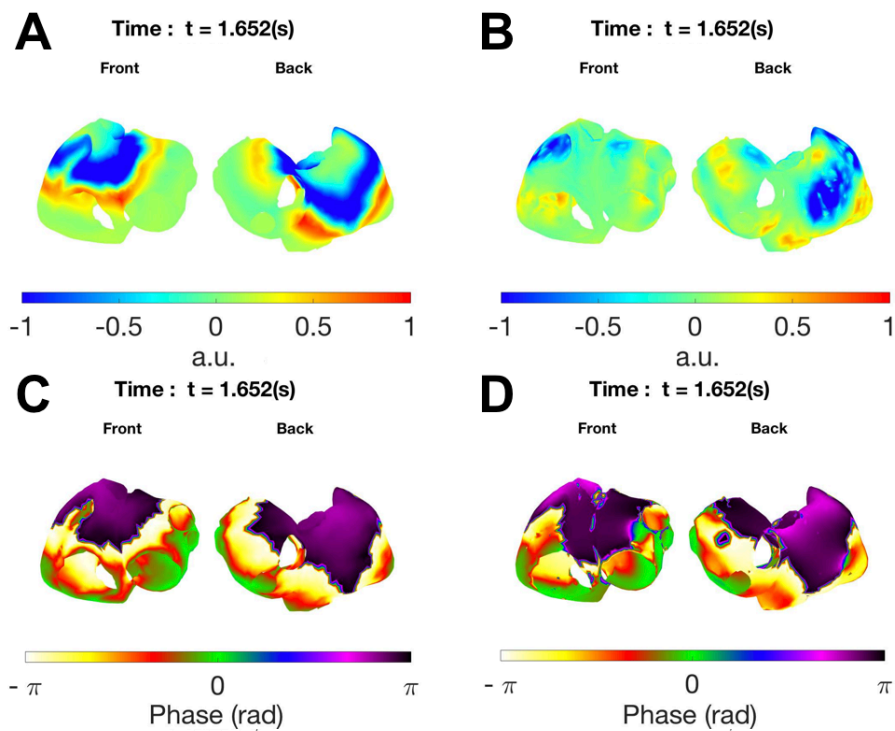 A
Time : t = 1.652(s)
Front Back
-1 -0.5 0 0.5 1
a.u.
B
Time : t = 1.652(s)
Front Back
-1 -0.5 0 0.5 1
a.u.
C
Time : t = 1.652(s)
Front Back
- π 0 π
Phase (rad)
D
Time : t = 1.652(s)
Front Back
- π 0 π
Phase (rad)